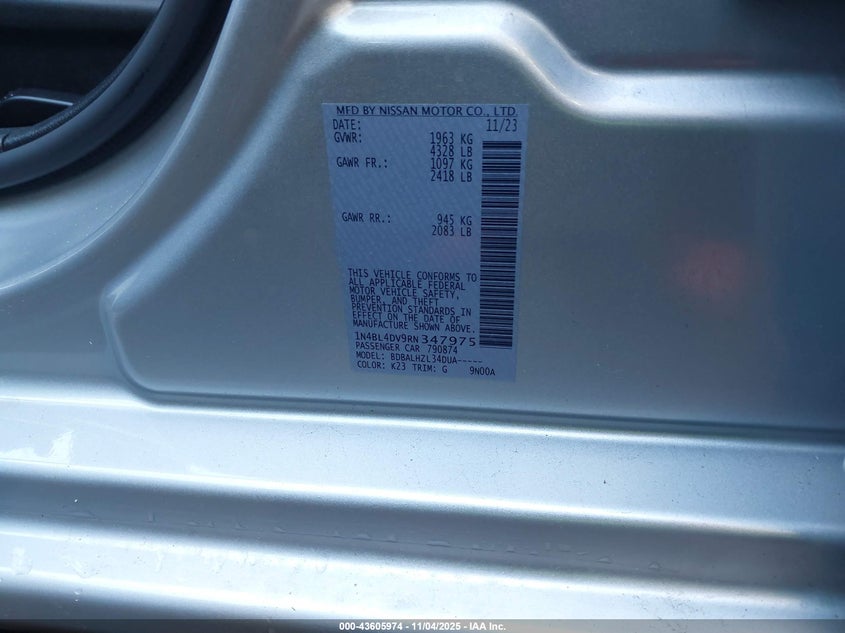 MFD BY NISSAN MOTOR CO., LTD
DATE: 11/23
GVWR: 1963 KG
4328 LB
GAWR FR.: 1097 KG
2418 LB
GAWR RR.: 945 KG
2083 LB
THIS VEHICLE CONFORMS TO
ALL APPLICABLE FEDERAL
MOTOR VEHICLE SAFETY,
BUMPER, AND THEFT
PREVENTION STANDARDS IN
EFFECT ON THE DATE OF
MANUFACTURE SHOWN ABOVE.
1N4BL4DV9RN347975
PASSENGER CAR 790874
MODEL: BDBALHZL34DUA-----
COLOR: K23 TRIM: G 9N00A
000-43605974 - 11/04/2025 - IAA Inc.